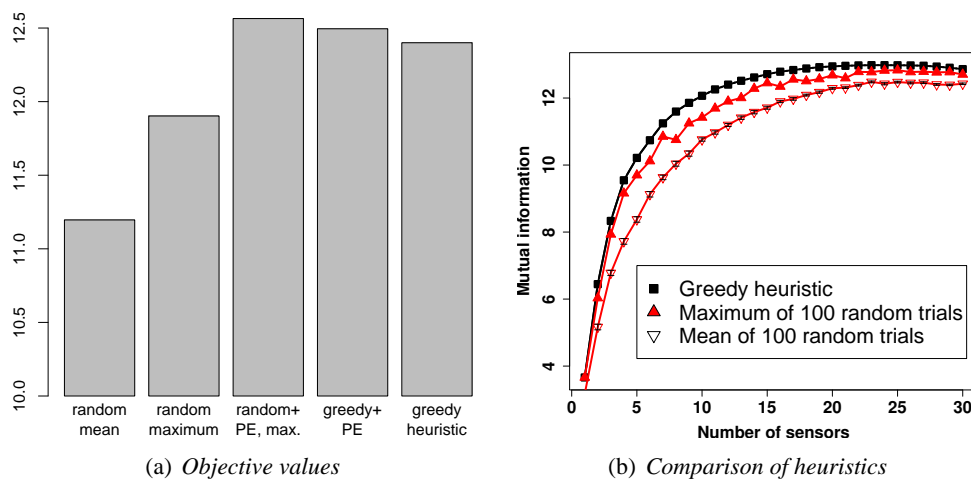 12.5
12.0
11.5
11.0
10.5
10.0
random mean
random maximum
random+ PE, max.
greedy+ PE
greedy heuristic
(a) Objective values
Mutual information
12
10
8
6
4
Greedy heuristic
Maximum of 100 random trials
Mean of 100 random trials
0 5 10 15 20 25 30
Number of sensors
(b) Comparison of heuristics